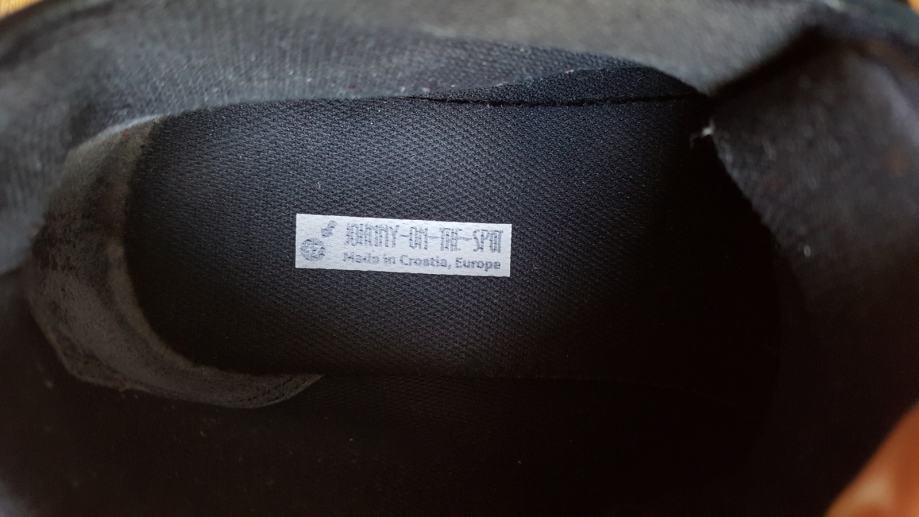 JOHNNY-ON-THE-SPOT
Made in Croatia, Europe